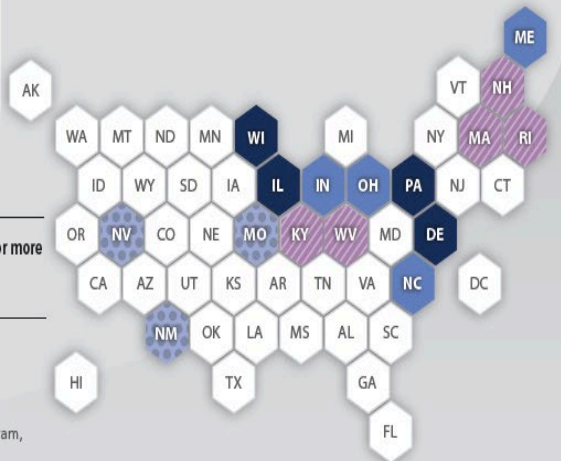 ME
AK VT NH
WA MT ND MN WI MI NY MA RI
ID WY SD IA IL IN OH PA NJ CT
OR NV CO NE MO KY WV MD DE
or more
CA AZ UT KS AR TN VA NC DC
NM OK LA MS AL SC
HI TX GA
FL
am,